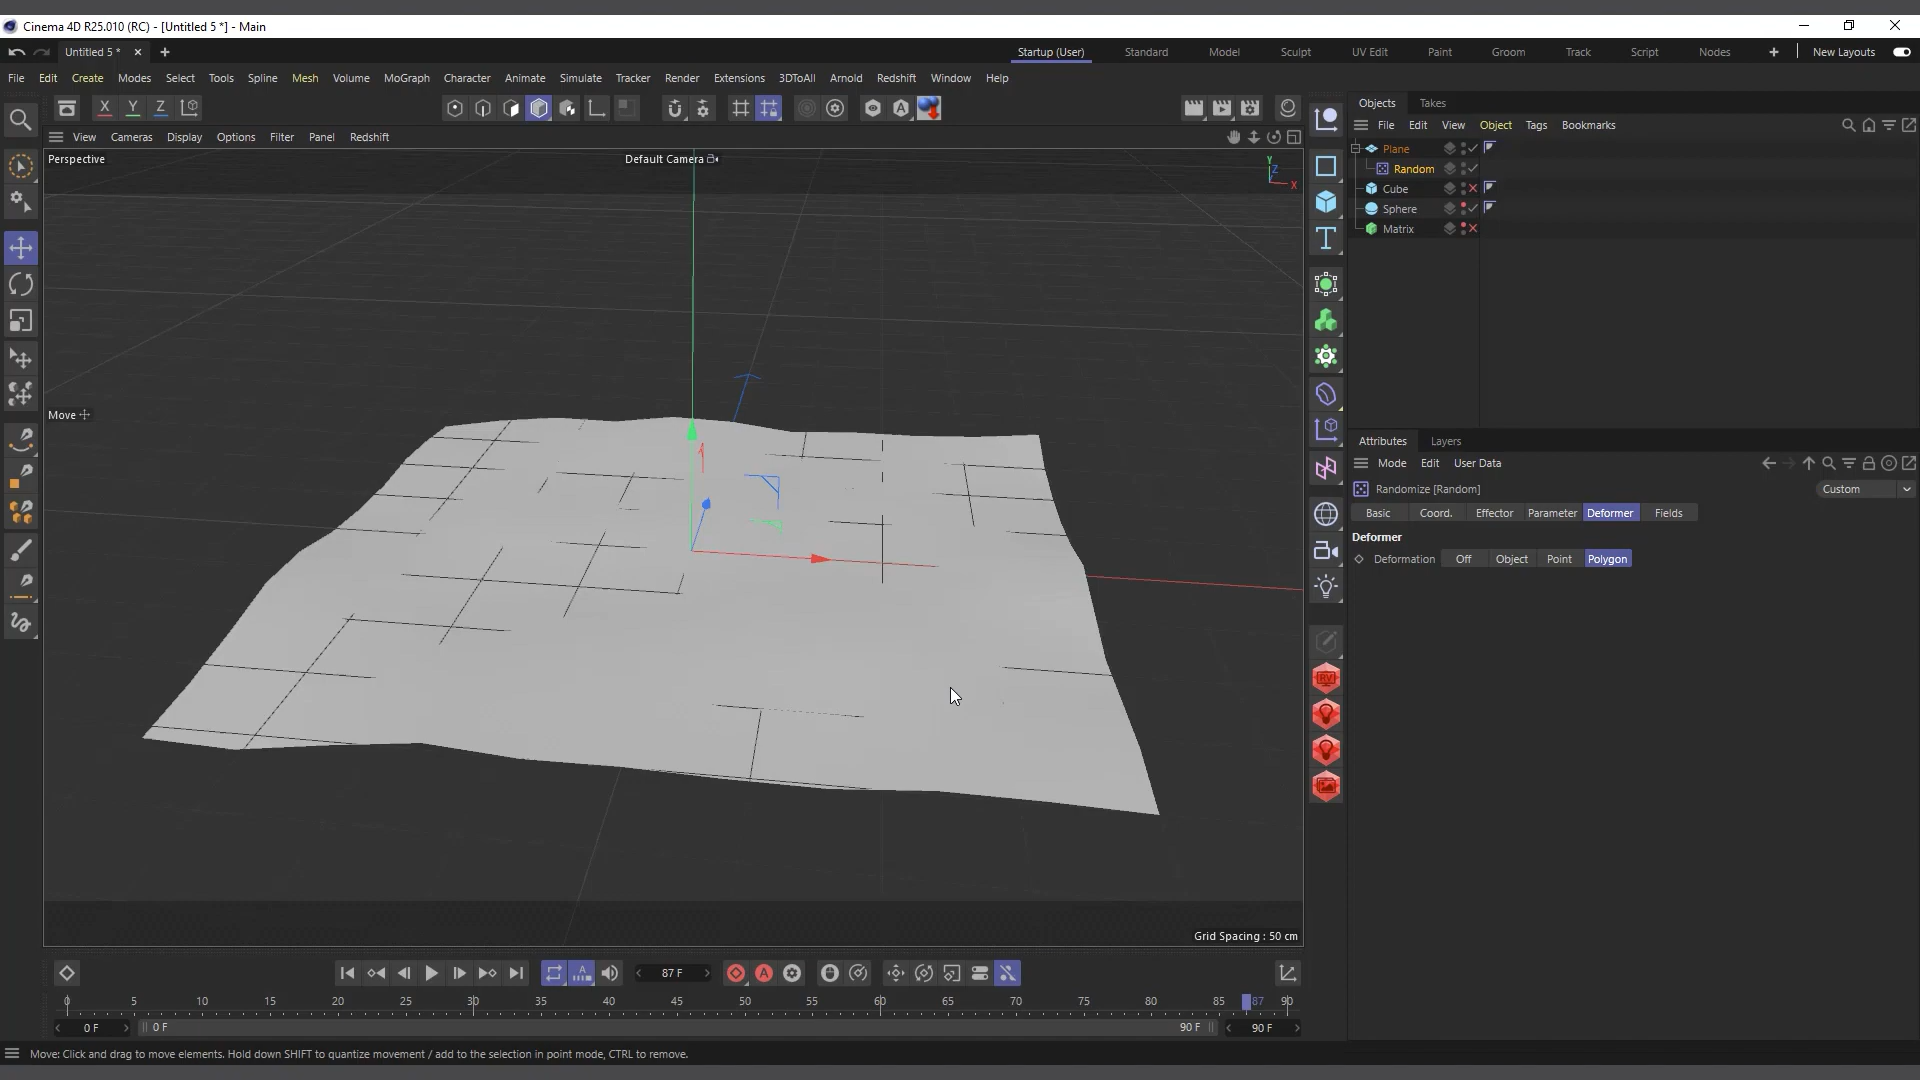 Cinema 4D R25.010 (RC) - [Untitled 5 *] - Main
Untitled 5 *
Startup (User) Standard Model Sculpt UV Edit Paint Groom Track Script Nodes New Layouts
File Edit Create Modes Select Tools Spline Mesh Volume MoGraph Character Animate Simulate Tracker Render Extensions 3DToAll Arnold Redshift Window Help
X Y Z
Objects Takes
File Edit View Object Tags Bookmarks
View Cameras Display Options Filter Panel Redshift
Perspective
Default Camera
Y
Z
X
Plane
Random
Cube
Sphere
Matrix
Move
Attributes Layers
Mode Edit User Data
Randomize [Random]
Custom
Basic Coord. Effector Parameter Deformer Fields
Deformer
Deformation Off Object Point Polygon
RV
Grid Spacing : 50 cm
87 F
0 5 10 15 20 25 30 35 40 45 50 55 60 65 70 75 80 85 87 90
0 F 0 F 90 F 90 F
Move: Click and drag to move elements. Hold down SHIFT to quantize movement / add to the selection in point mode, CTRL to remove.